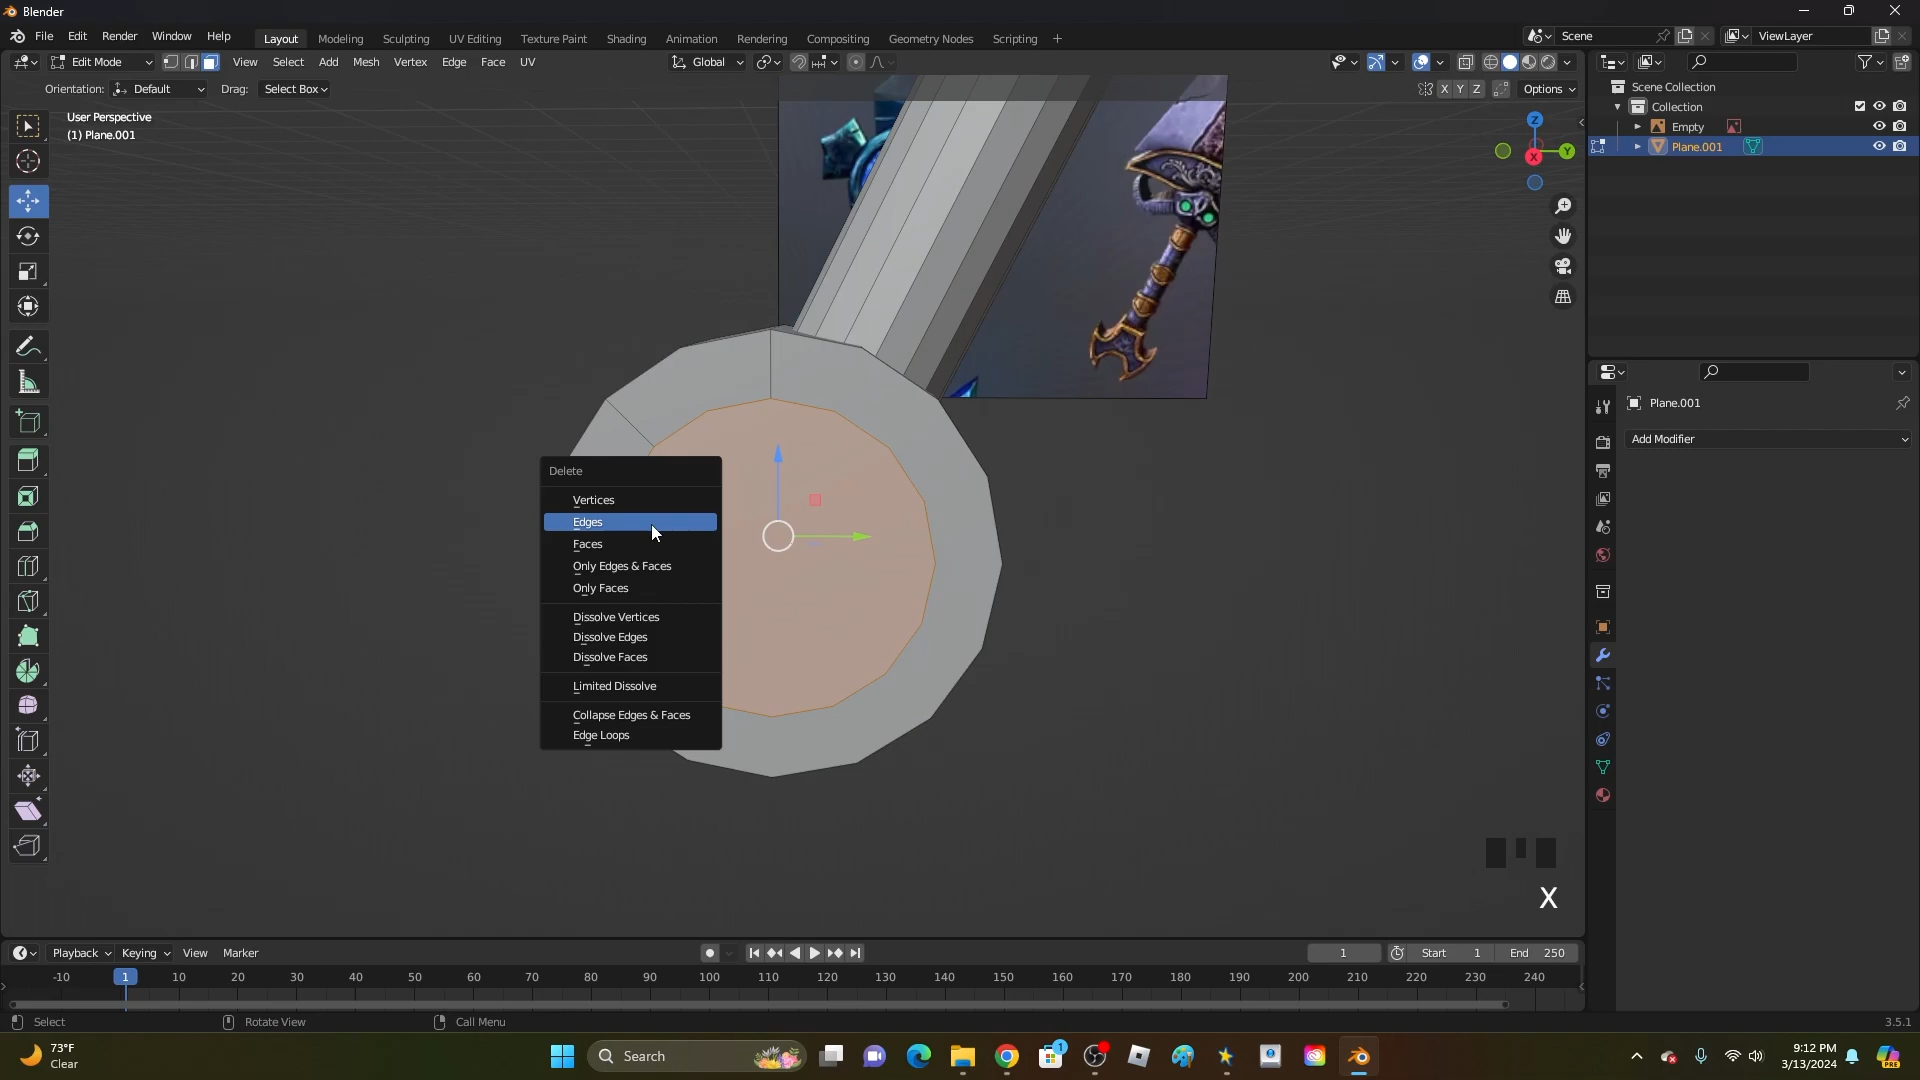 Blender
File Edit Render Window Help
Layout Modeling Sculpting UV Editing Texture Paint Shading Animation Rendering Compositing Geometry Nodes Scripting +
Scene
ViewLayer
Edit Mode View Select Add Mesh Vertex Edge Face UV
Global
Orientation: Default Drag: Select Box
X Y Z Options
User Perspective
(1) Plane.001
Z
Y
X
Scene Collection
Collection
Empty
Plane.001
Plane.001
Add Modifier
Delete
Vertices
Edges
Faces
Only Edges & Faces
Only Faces
Dissolve Vertices
Dissolve Edges
Dissolve Faces
Limited Dissolve
Collapse Edges & Faces
Edge Loops
X
Playback Keying View Marker
1 Start 1 End 250
-10 1 10 20 30 40 50 60 70 80 90 100 110 120 130 140 150 160 170 180 190 200 210 220 230 240
Select Rotate View Call Menu
3.5.1
73°F
Clear
Search
1
9:12 PM
3/13/2024
PRE